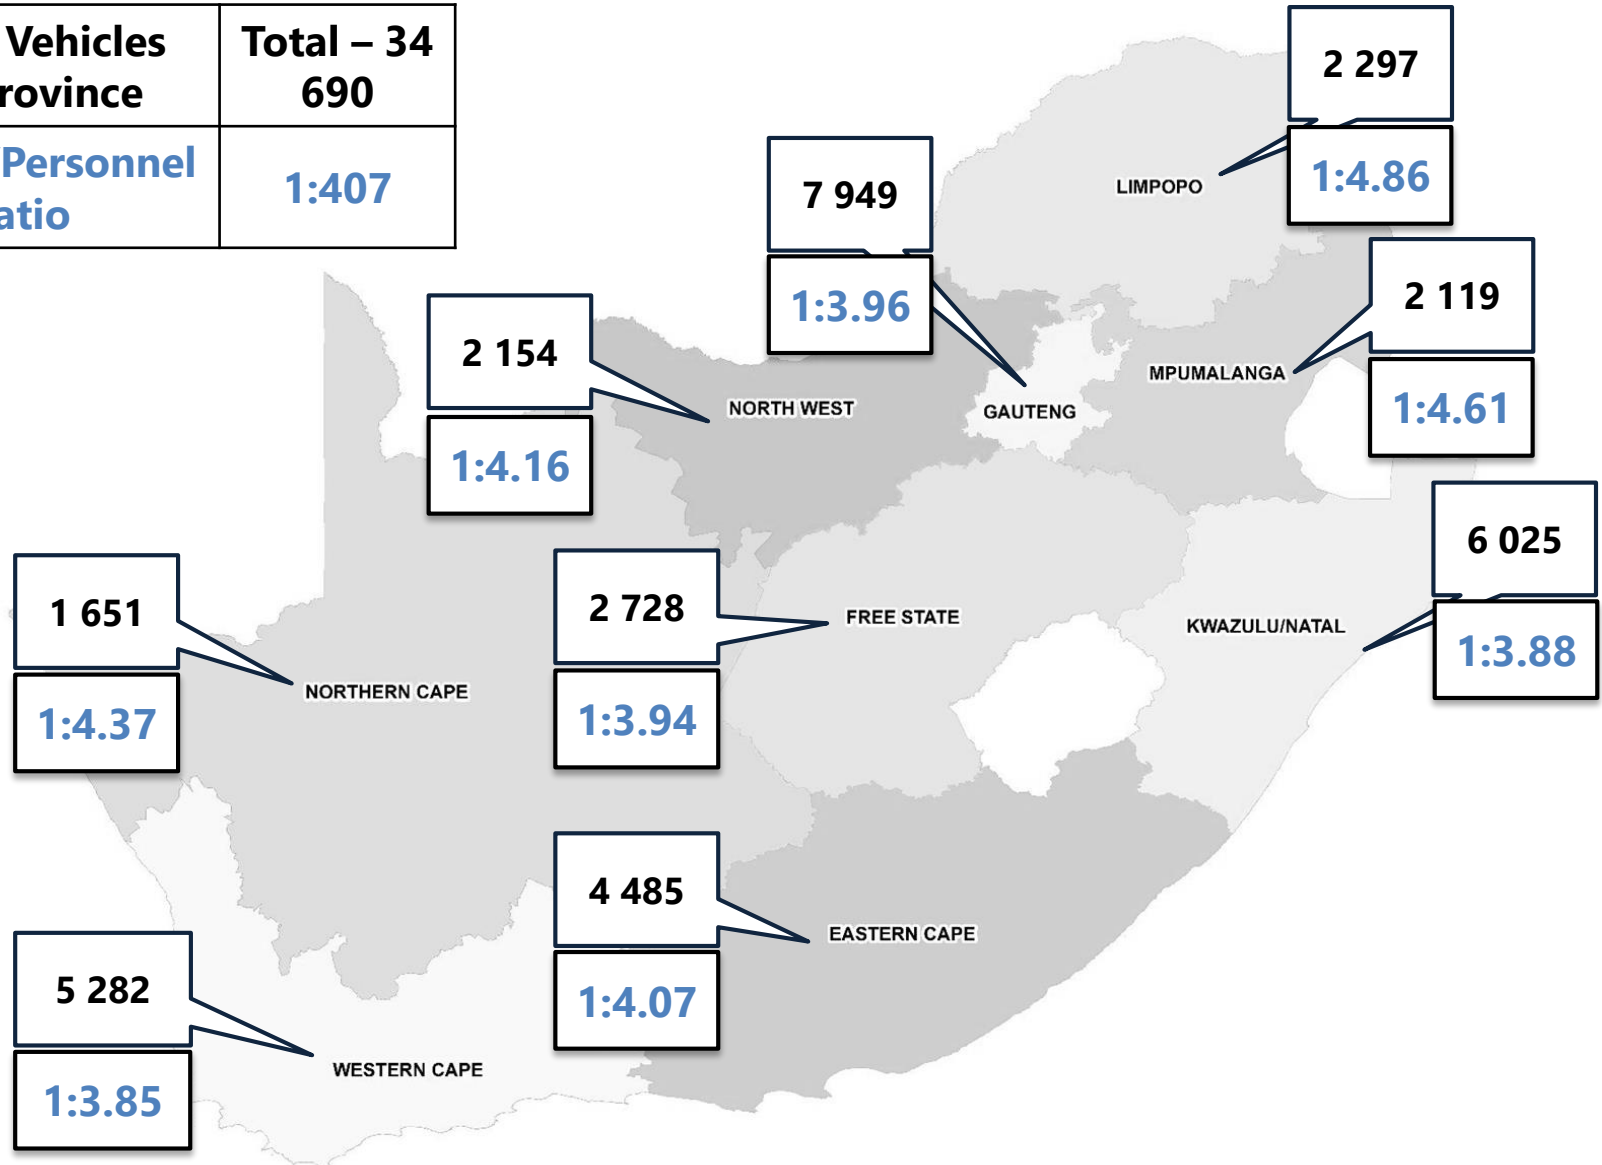 Vehicles
rovince
Total – 34
690
Personnel
atio
1:407
2 297
1:4.86
LIMPOPO
7 949
1:3.96
GAUTENG
2 119
1:4.61
MPUMALANGA
2 154
1:4.16
NORTH WEST
6 025
1:3.88
KWAZULU/NATAL
1 651
1:4.37
NORTHERN CAPE
2 728
1:3.94
FREE STATE
4 485
1:4.07
EASTERN CAPE
5 282
1:3.85
WESTERN CAPE